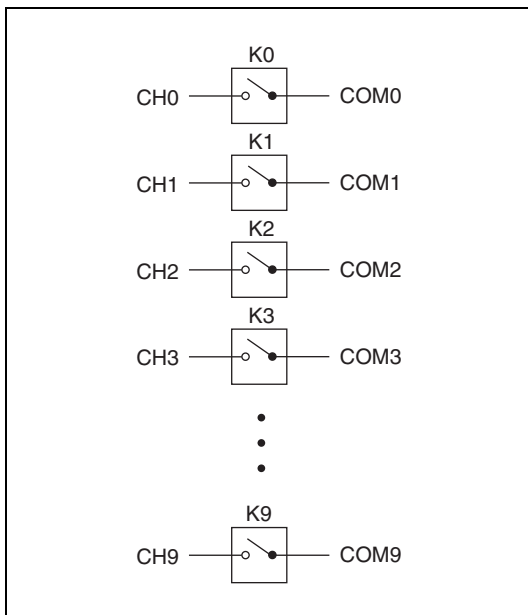 K0
CH0 COM0
K1
CH1 COM1
K2
CH2 COM2
K3
CH3 COM3
K9
CH9 COM9